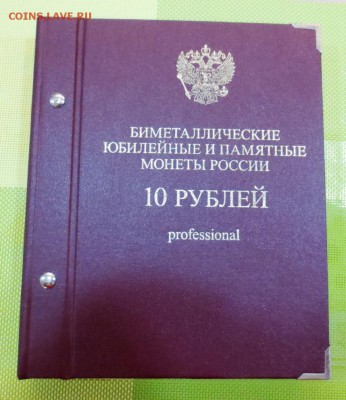 COINS.LAVE.RU
БИМЕТАЛЛИЧЕСКИЕ
ЮБИЛЕЙНЫЕ И ПАМЯТНЫЕ
МОНЕТЫ РОССИИ
10 РУБЛЕЙ
professional